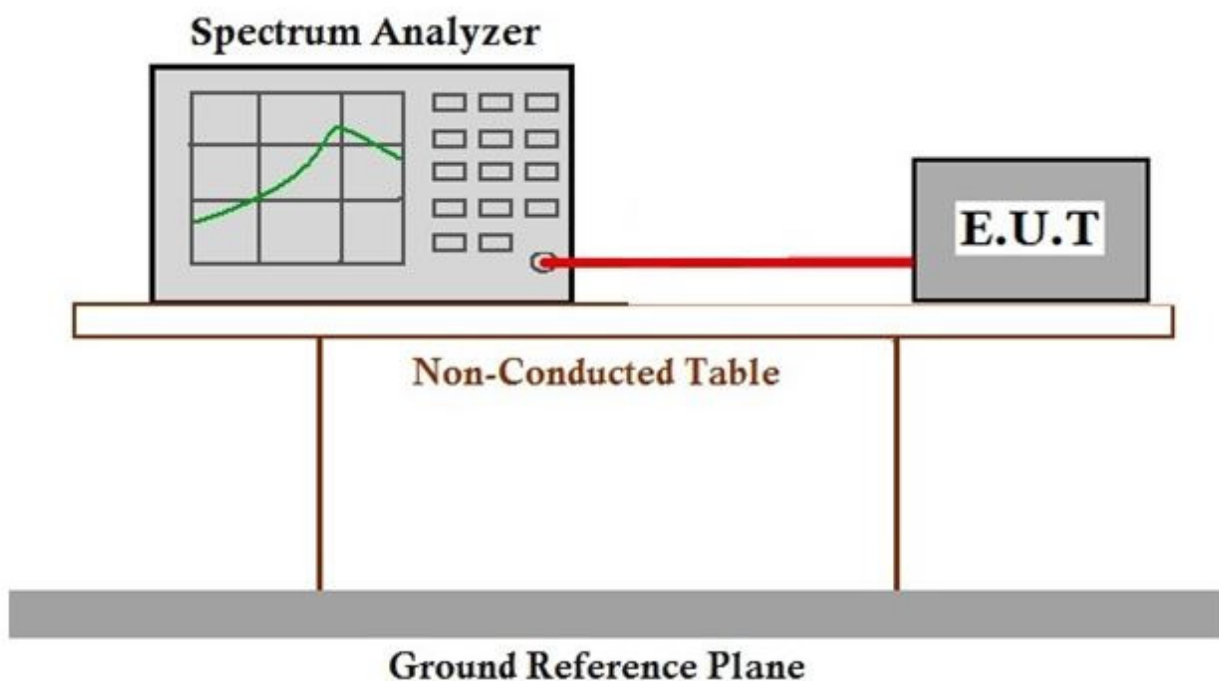 Spectrum Analyzer
E.U.T
Non-Conducted Table
Ground Reference Plane